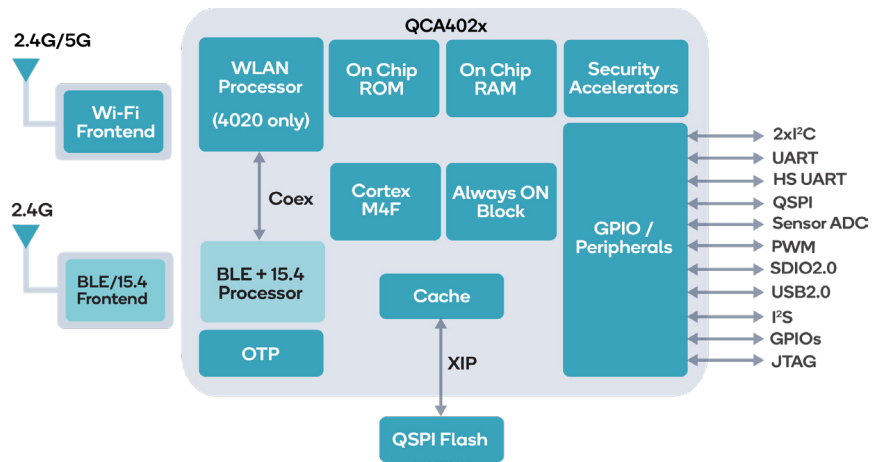 QCA402x
2.4G/5G
Wi-Fi
Frontend
2.4G
BLE/15.4
Frontend
WLAN
Processor
(4020 only)
Coex
BLE + 15.4
Processor
OTP
On Chip
ROM
On Chip
RAM
Security
Accelerators
Cortex
M4F
Always ON
Block
Cache
XIP
QSPI Flash
GPIO /
Peripherals
2xI²C
UART
HS UART
QSPI
Sensor ADC
PWM
SDIO2.0
USB2.0
I²S
GPIOs
JTAG